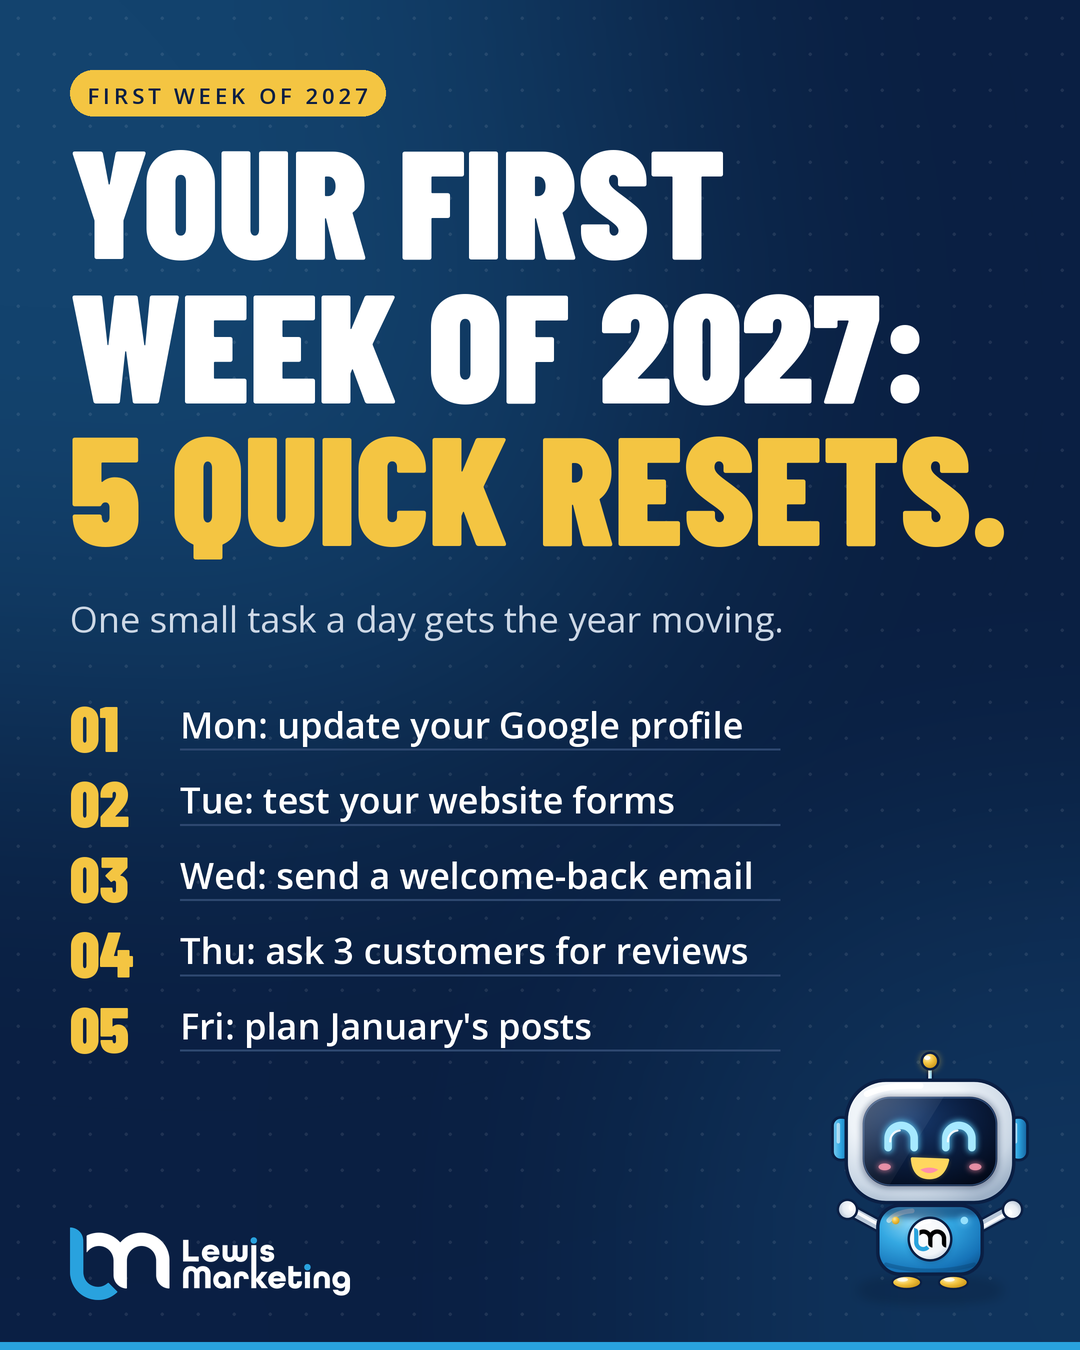 FIRST WEEK OF 2027
YOUR FIRST
WEEK OF 2027:
5 QUICK RESETS.
One small task a day gets the year moving.
01 Mon: update your Google profile
02 Tue: test your website forms
03 Wed: send a welcome-back email
04 Thu: ask 3 customers for reviews
05 Fri: plan January's posts
lm
lm Lewis
Marketing